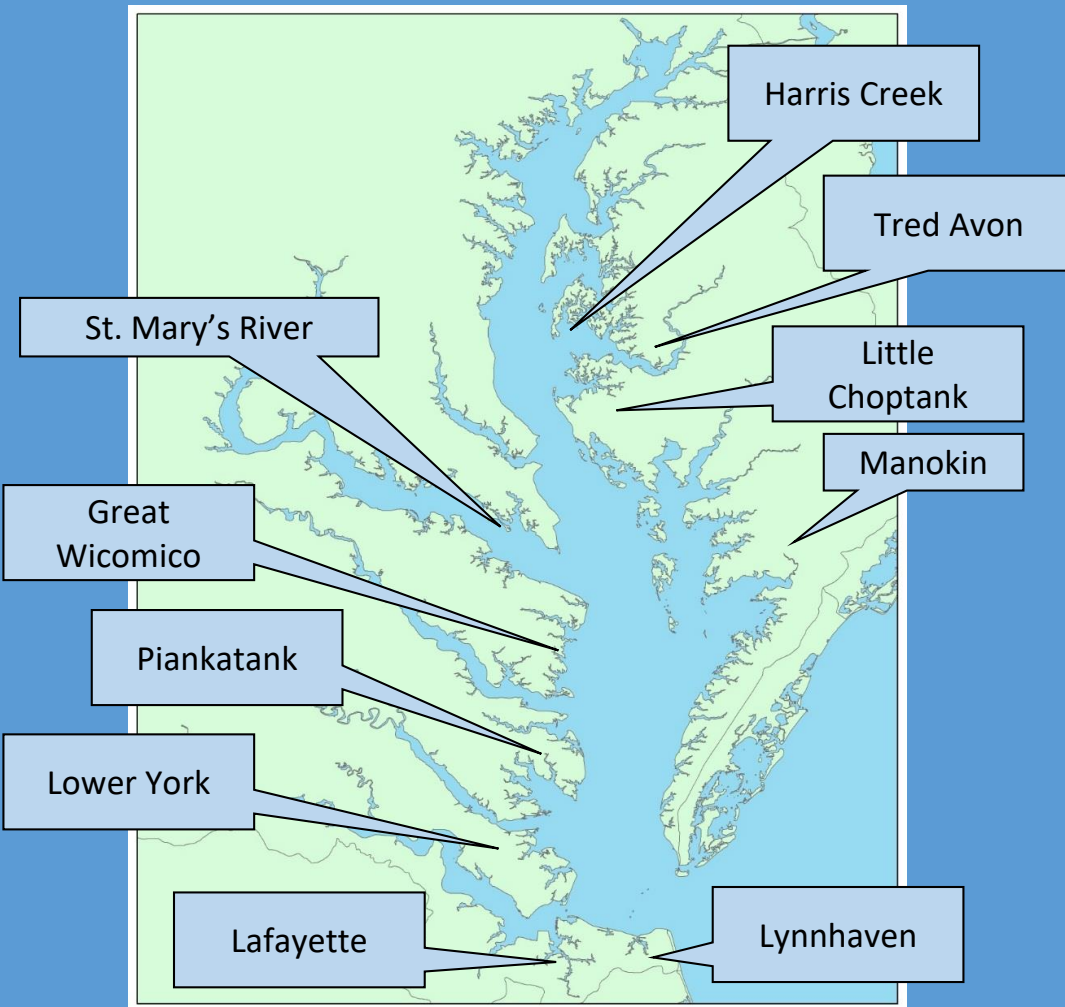 Harris Creek
Tred Avon
St. Mary’s River
Little
Choptank
Manokin
Great
Wicomico
Piankatank
Lower York
Lafayette
Lynnhaven